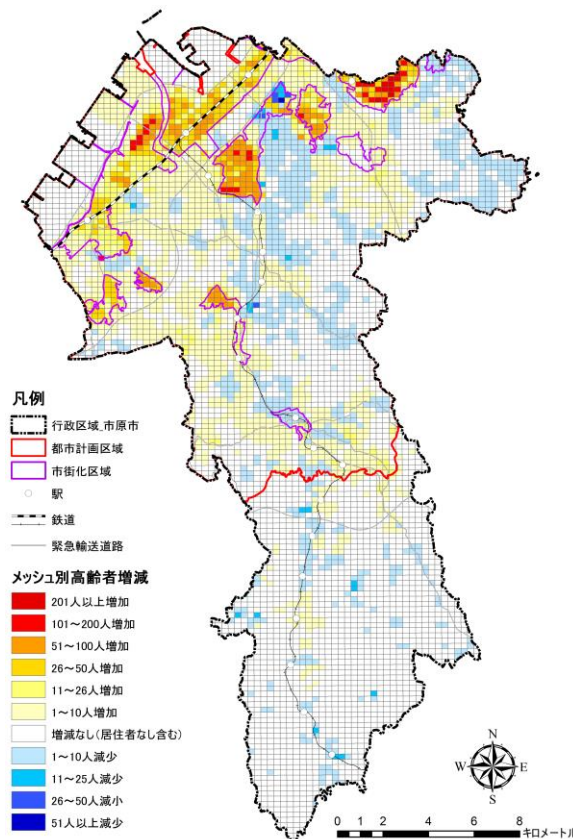 凡例
行政区域_市原市
都市計画区域
市街化区域
駅
鉄道
緊急輸送道路
メッシュ別高齢者増減
201人以上増加
101～200人増加
51～100人増加
26～50人増加
11～26人増加
1～10人増加
増減なし(居住者なし含む)
1～10人減少
11～25人減少
26～50人減小
51人以上減少
N
W E
S
0 1 2 4 6 8
キロメートル